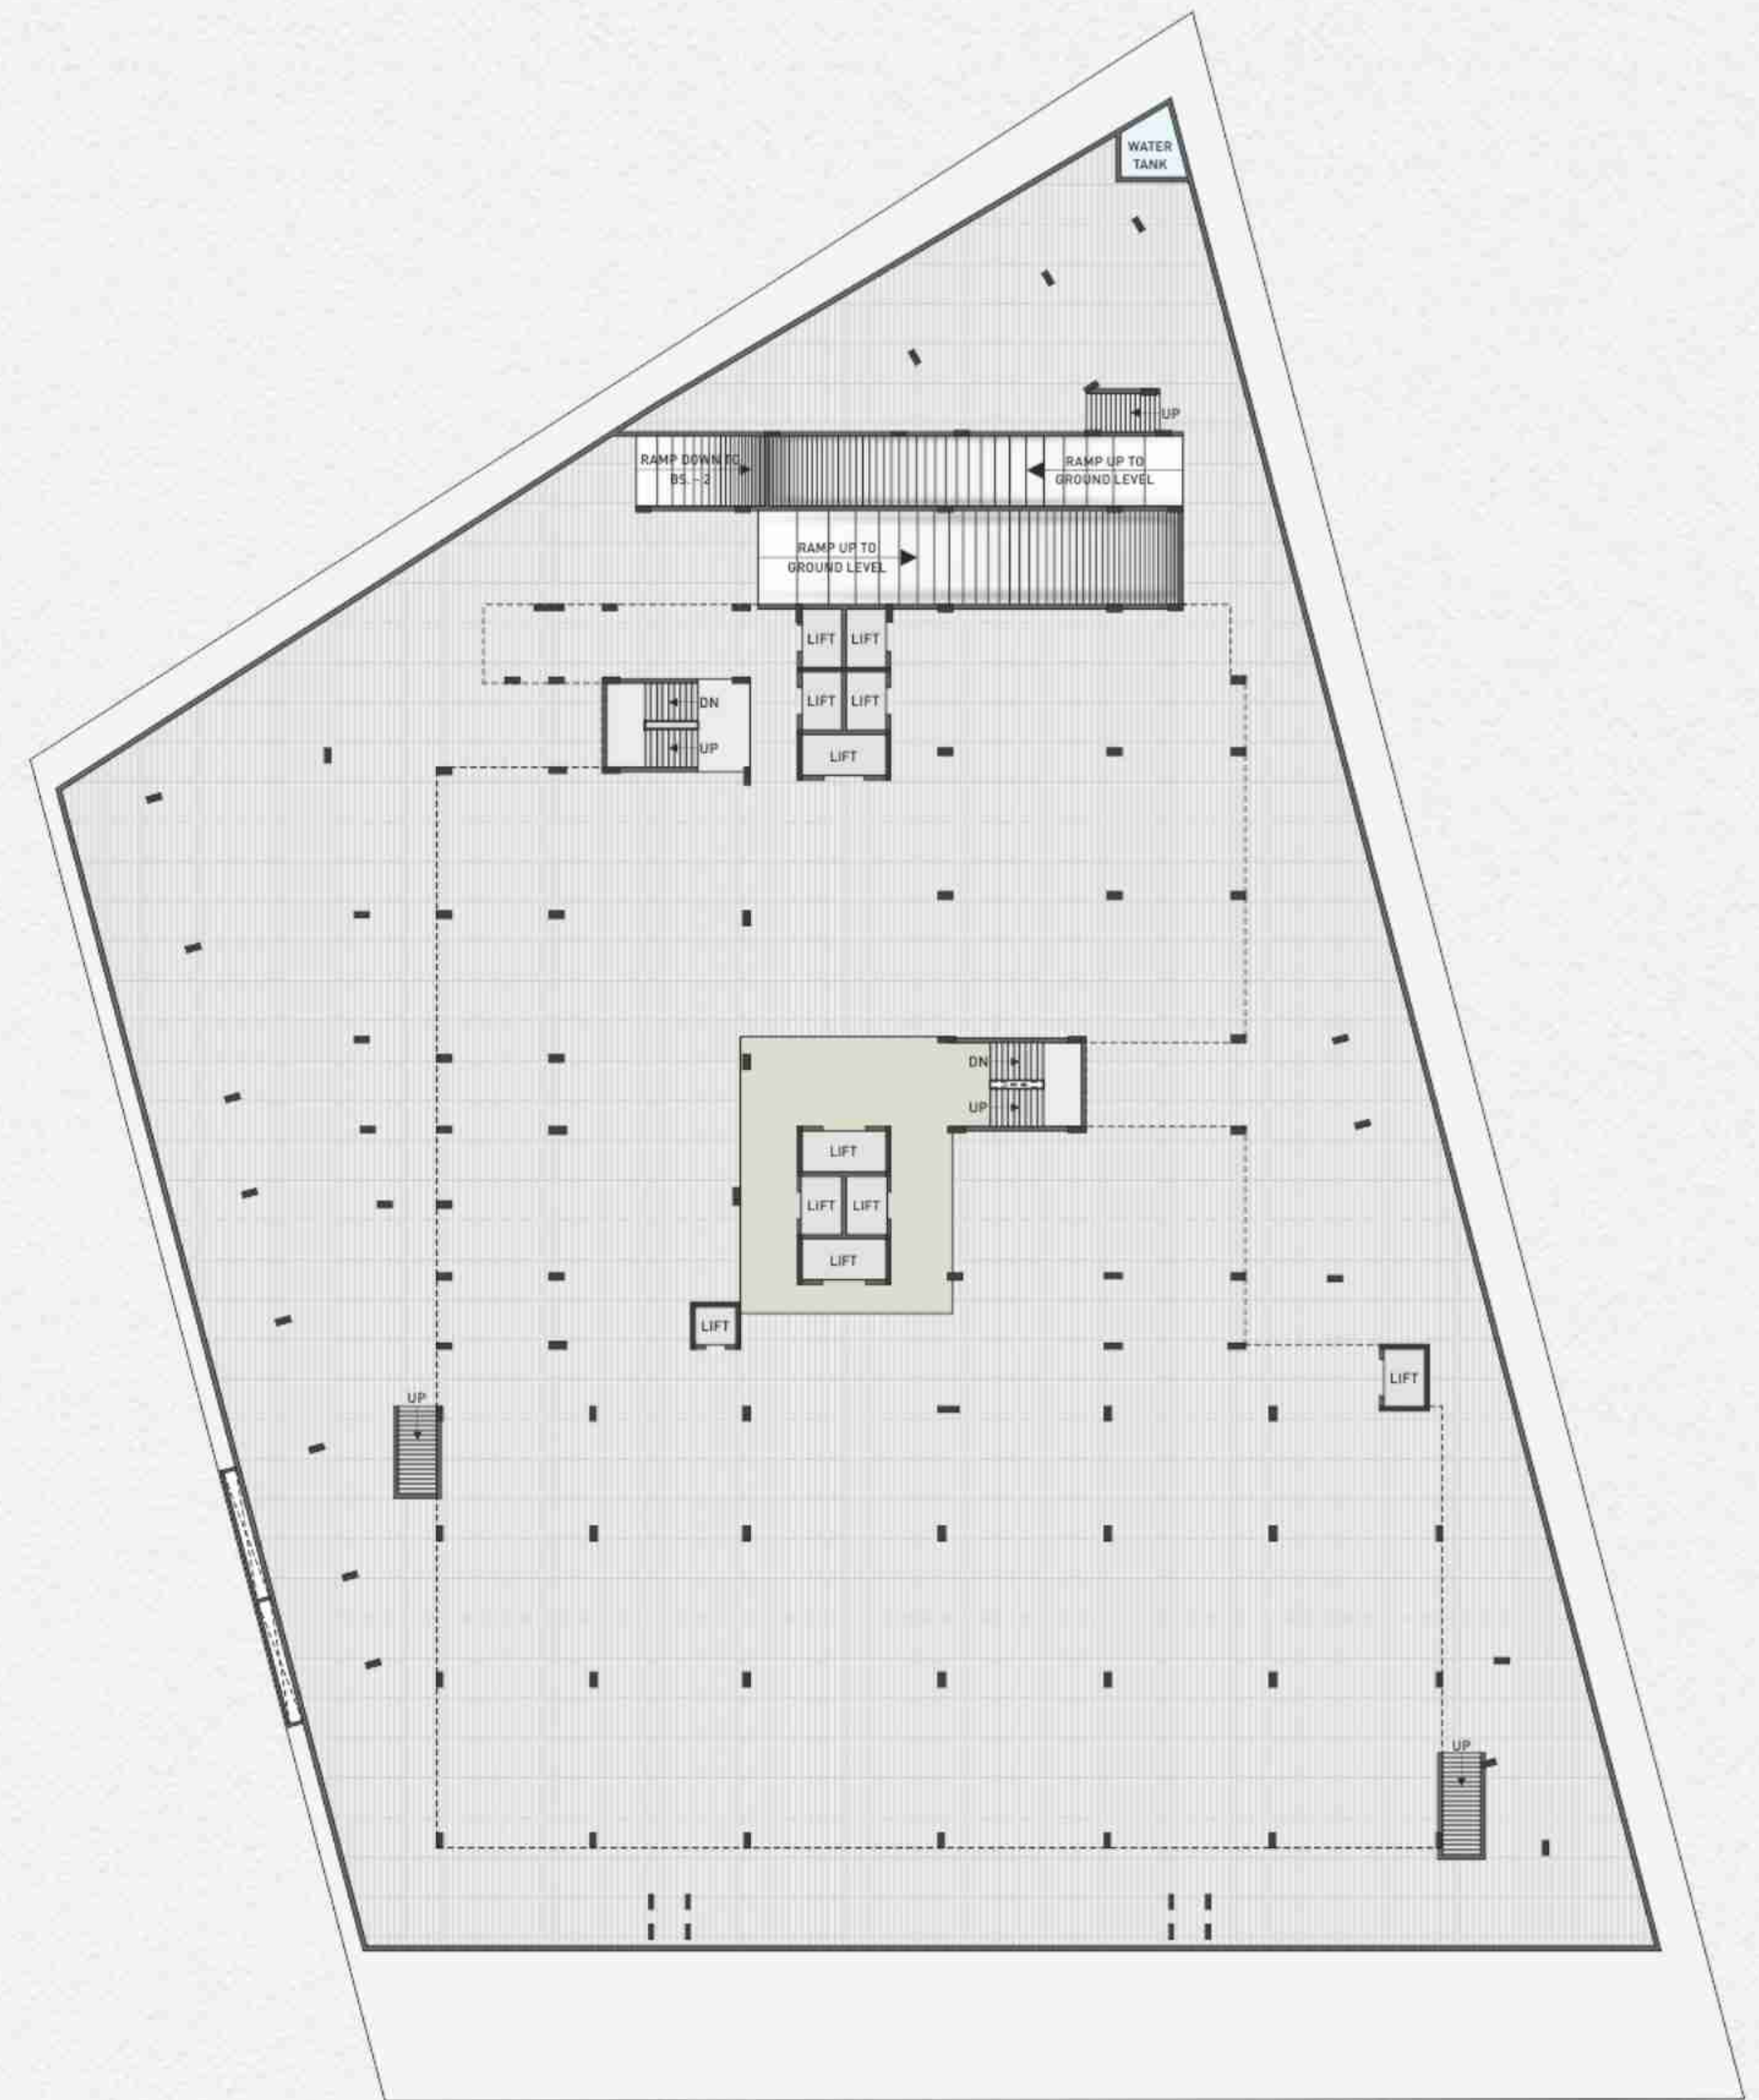 WATER
TANK
UP
RAMP DOWN TO
BS. - 2
RAMP UP TO
GROUND LEVEL
RAMP UP TO
GROUND LEVEL
LIFT
LIFT
LIFT
LIFT
DN
UP
LIFT
DN
UP
LIFT
LIFT
LIFT
LIFT
LIFT
LIFT
UP
UP